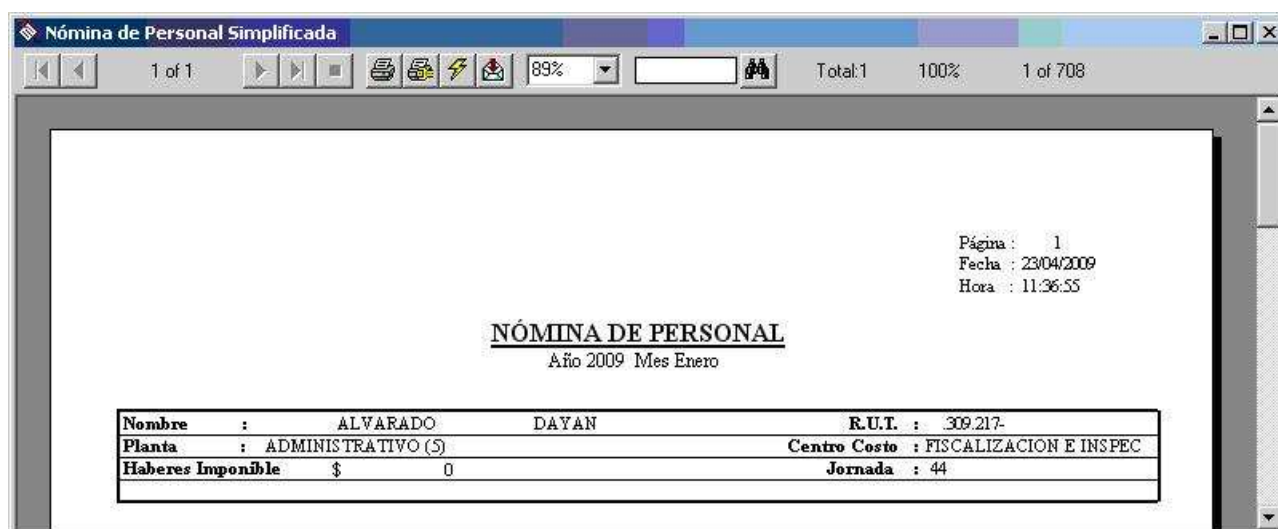 Nómina de Personal Simplificada
1 of 1 89% Total:1 100% 1 of 708
Página : 1
Fecha : 23/04/2009
Hora : 11:36:55
NÓMINA DE PERSONAL
Año 2009 Mes Enero
Nombre : ALVARADO DAYAN R.U.T. : .309.217-
Planta : ADMINISTRATIVO (5) Centro Costo : FISCALIZACION E INSPEC
Haberes Imponible $ 0 Jornada : 44